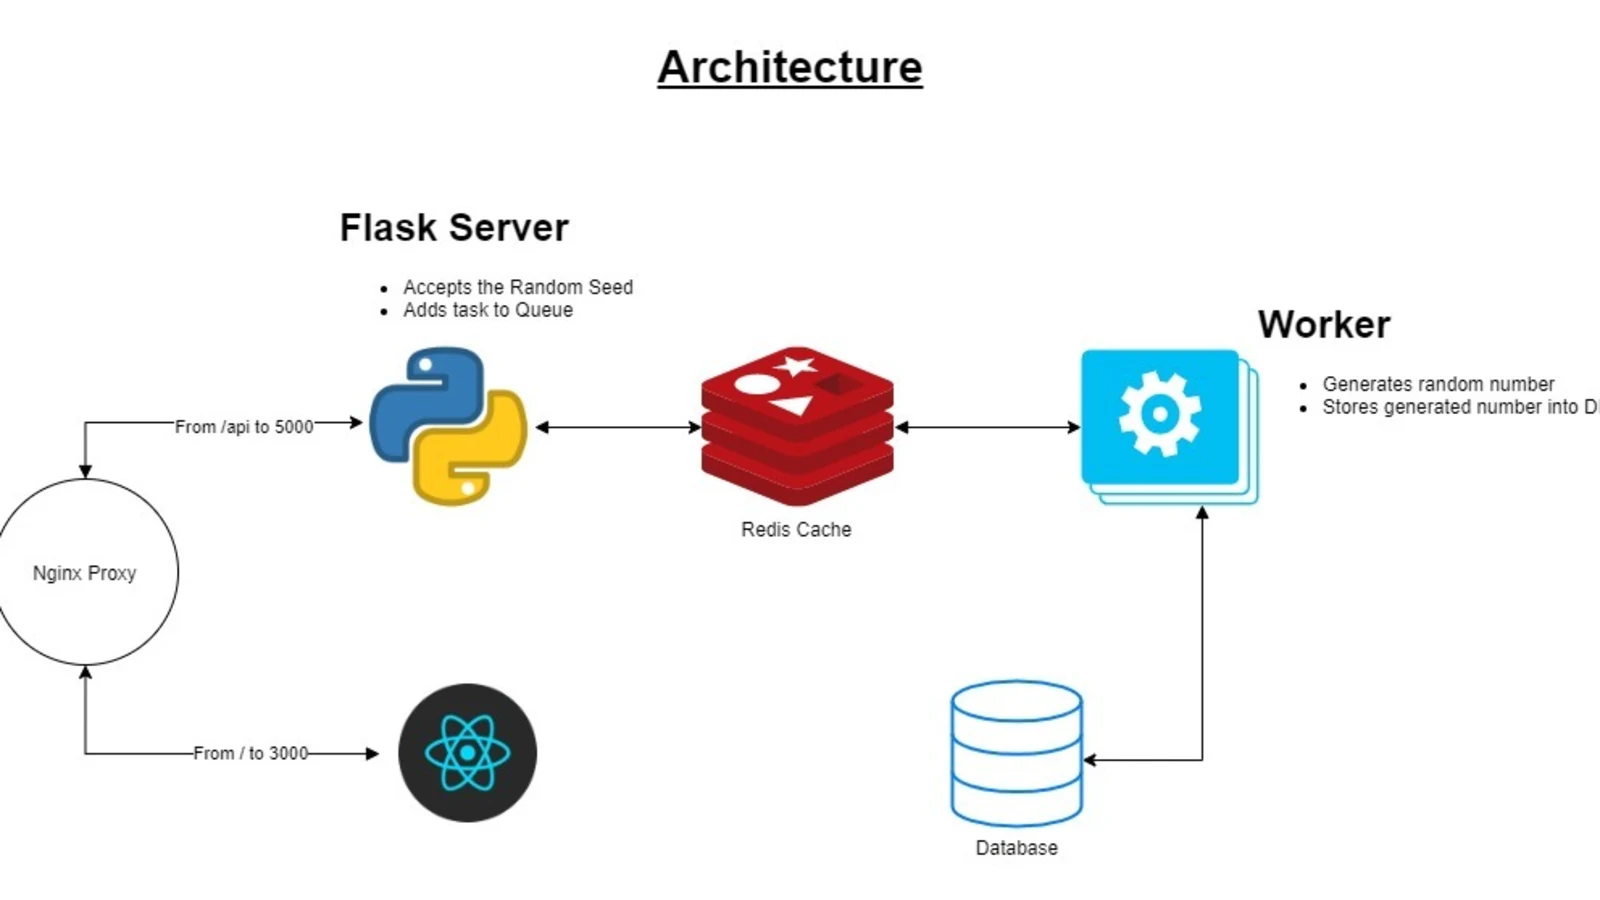 Architecture
Flask Server
Accepts the Random Seed
Adds task to Queue
Worker
Generates random number
Stores generated number into
From /api to 5000
Redis Cache
Nginx Proxy
From / to 3000
Database